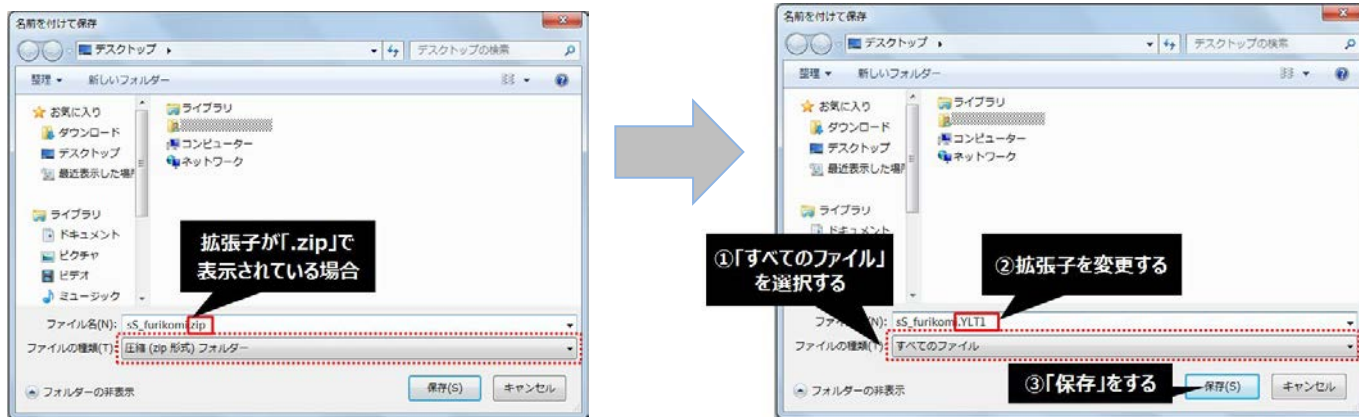 名前を付けて保存
デスクトップ
デスクトップの検索
整理
新しいフォルダー
お気に入り
ダウンロード
デスクトップ
最近表示した場所
ライブラリ
ドキュメント
ピクチャ
ビデオ
ミュージック
ライブラリ
コンピューター
ネットワーク
拡張子が「.zip」で
表示されている場合
ファイル名(N): sS_furikomi.zip
ファイルの種類(T): 圧縮 (zip 形式) フォルダー
フォルダーの非表示
保存(S)
キャンセル
名前を付けて保存
デスクトップ
デスクトップの検索
整理
新しいフォルダー
お気に入り
ダウンロード
デスクトップ
最近表示した場所
ライブラリ
ドキュメント
ライブラリ
コンピューター
ネットワーク
①「すべてのファイル」
を選択する
②拡張子を変更する
(N): sS_furikomi.YLT1
ファイルの種類(T): すべてのファイル
フォルダーの非表示
③「保存」をする
保存(S)
キャンセル